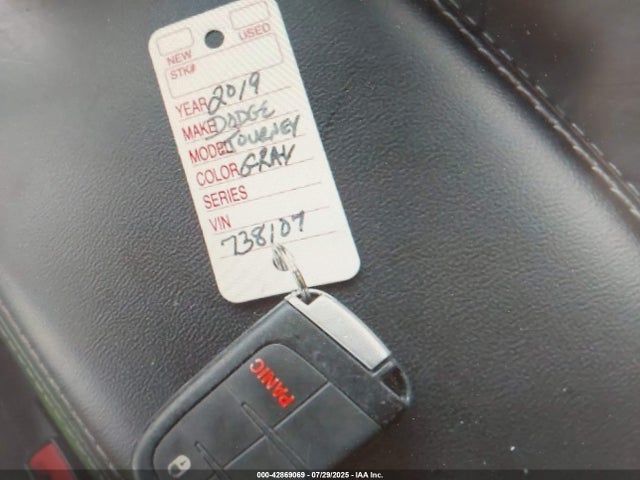 NEW USED
STK#
YEAR 2019
MAKE DODGE
MODEL JOURNEY
COLOR GRAY
SERIES
VIN
738107
PANIC
000-42869069 - 07/29/2025 - IAA Inc.